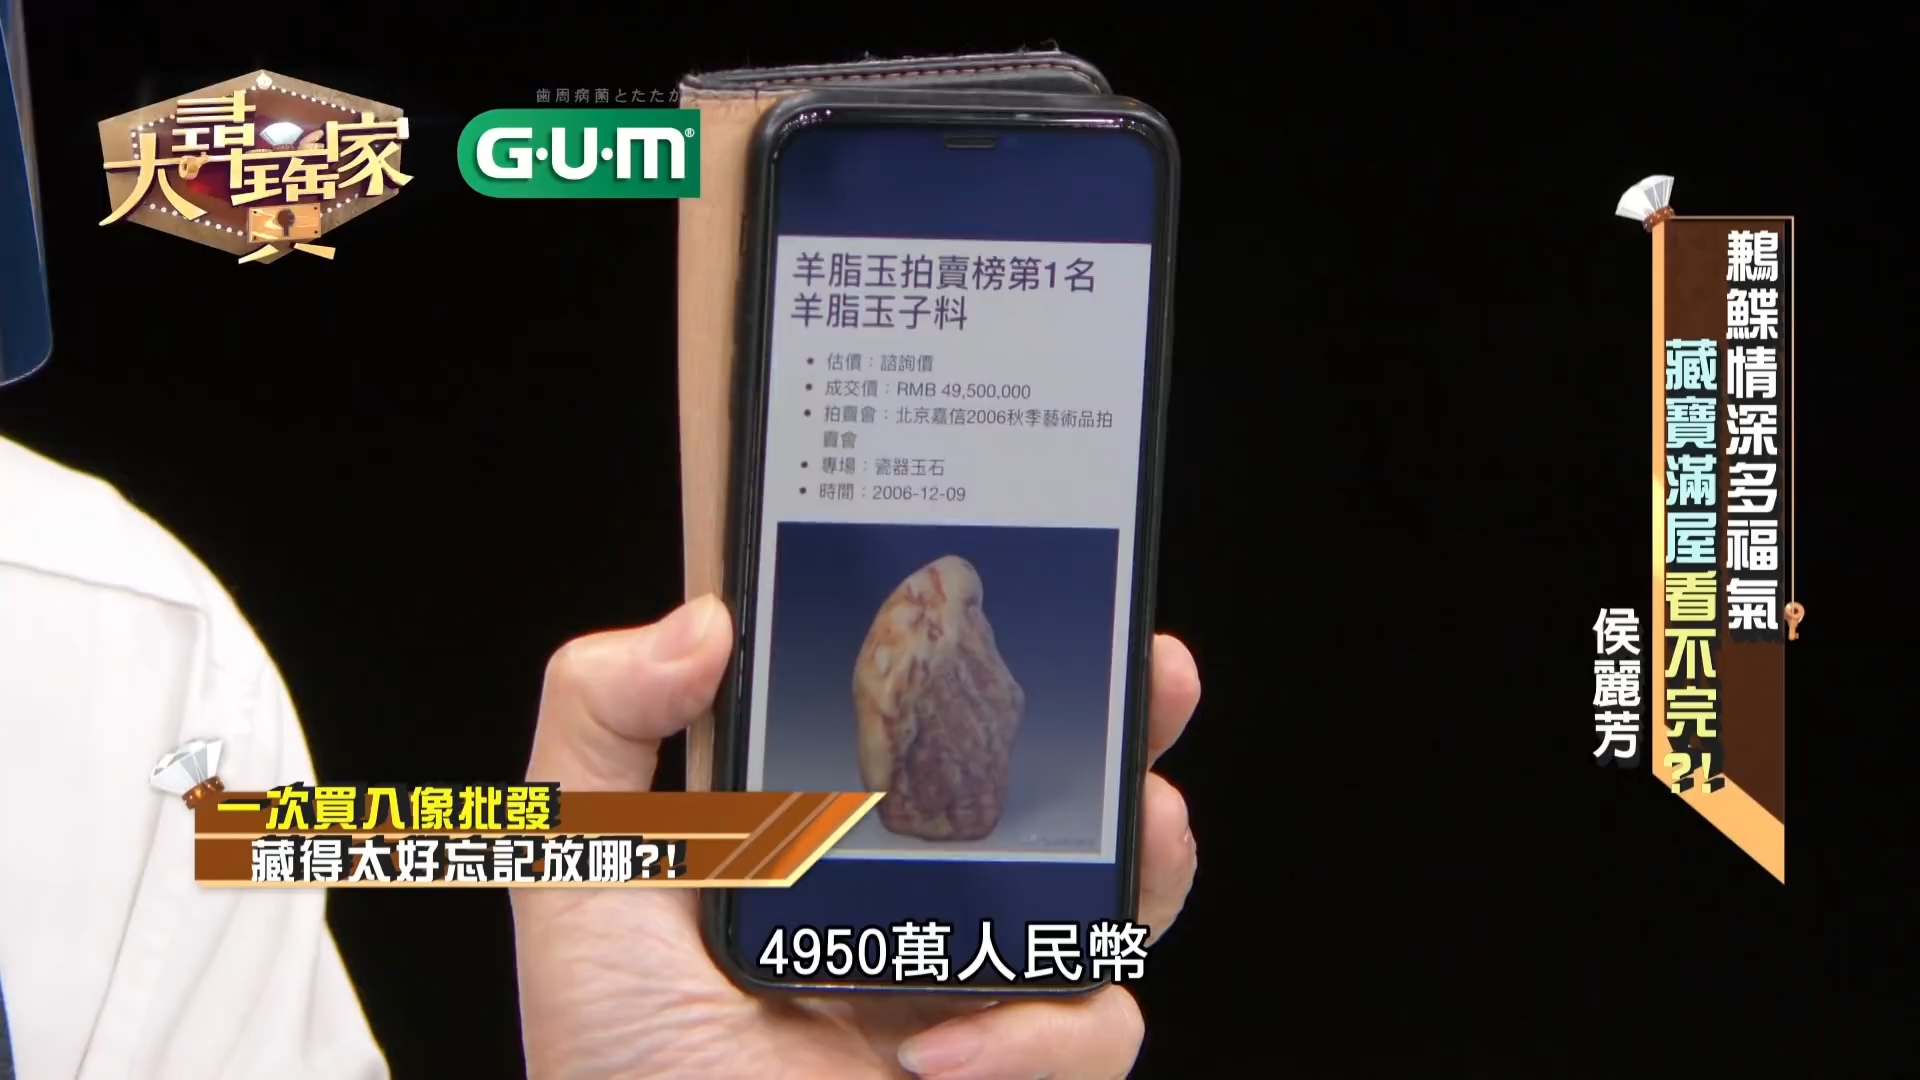 大尋寶家
歯周病菌とたたか
G·U·M®
羊脂玉拍賣榜第1名
羊脂玉子料
估價：諮詢價
成交價：RMB 49,500,000
拍賣會：北京嘉信2006秋季藝術品拍
賣會
專場：瓷器玉石
時間：2006-12-09
鶼鰈情深多福氣
藏寶滿屋看不完?!
侯麗芳
一次買入像批發
藏得太好忘記放哪?!
4950萬人民幣